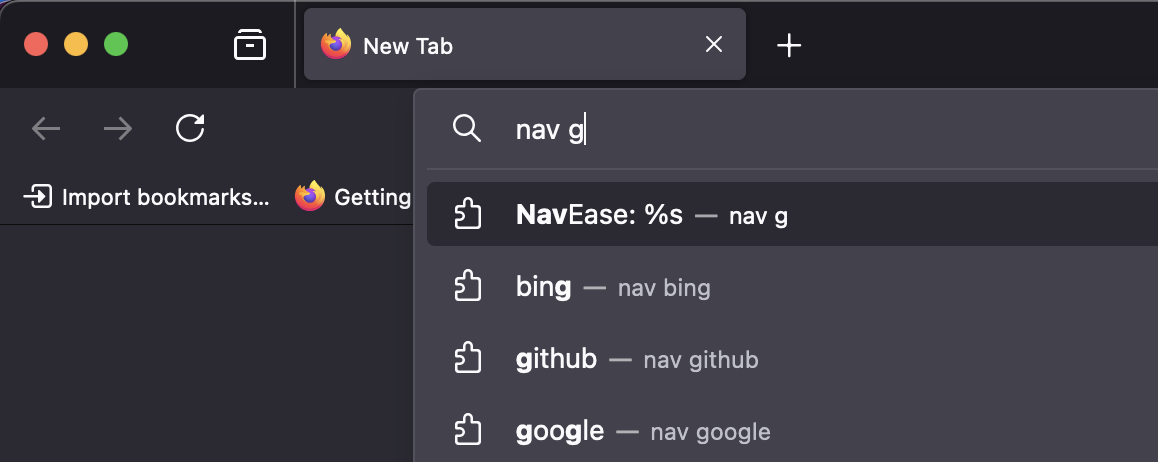 New Tab
nav g
Import bookmarks... Getting
NavEase: %s — nav g
bing — nav bing
github — nav github
google — nav google